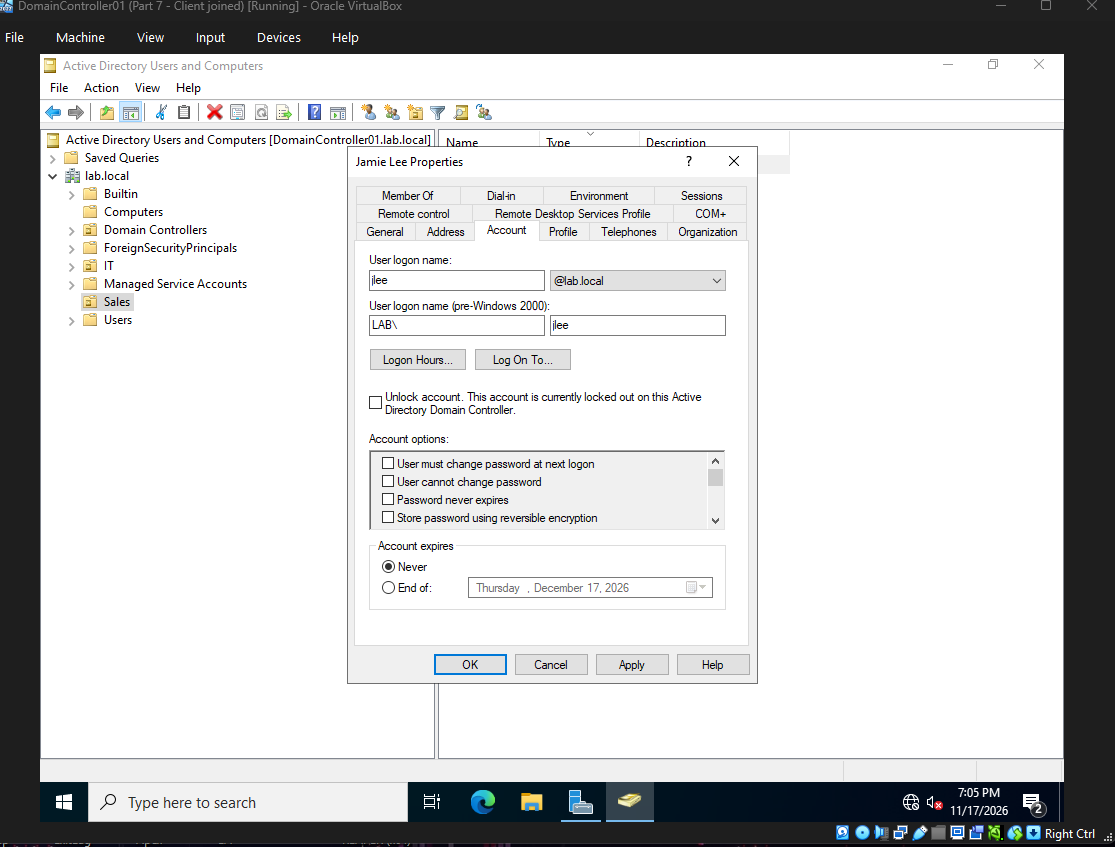 DomainController01 (Part 7 - Client joined) [Running] - Oracle VirtualBox
File Machine View Input Devices Help
Active Directory Users and Computers
File Action View Help
Active Directory Users and Computers [DomainController01.lab.local]
Saved Queries
lab.local
Builtin
Computers
Domain Controllers
ForeignSecurityPrincipals
IT
Managed Service Accounts
Sales
Users
Name Type Description
Jamie Lee Properties ?
Member Of Dial-in Environment Sessions
Remote control Remote Desktop Services Profile COM+
General Address Account Profile Telephones Organization
User logon name:
jlee @lab.local
User logon name (pre-Windows 2000):
LAB\ jlee
Logon Hours... Log On To...
Unlock account. This account is currently locked out on this Active
Directory Domain Controller.
Account options:
User must change password at next logon
User cannot change password
Password never expires
Store password using reversible encryption
Account expires
Never
End of: Thursday , December 17, 2026
OK Cancel Apply Help
Type here to search
7:05 PM
11/17/2026
2
Right Ctrl